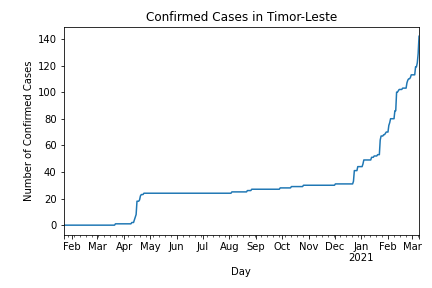 Confirmed Cases in Timor-Leste
Number of Confirmed Cases
140
120
100
80
60
40
20
0
Feb Mar Apr May Jun Jul Aug Sep Oct Nov Dec Jan Feb Mar
2021
Day